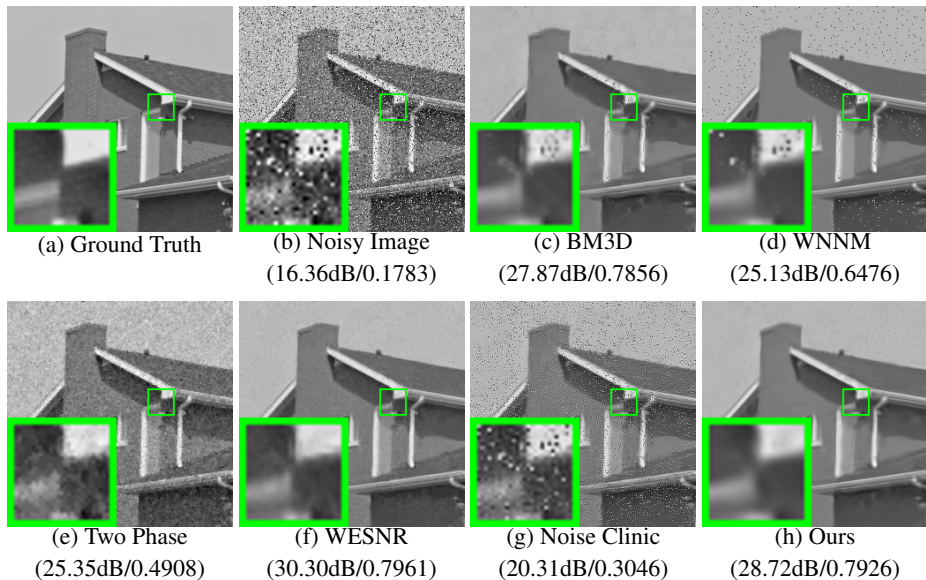 (a) Ground Truth
(b) Noisy Image
(c) BM3D
(d) WNNM
(16.36dB/0.1783)
(27.87dB/0.7856)
(25.13dB/0.6476)
(e) Two Phase
(f) WESNR
(g) Noise Clinic
(h) Ours
(25.35dB/0.4908)
(30.30dB/0.7961)
(20.31dB/0.3046)
(28.72dB/0.7926)